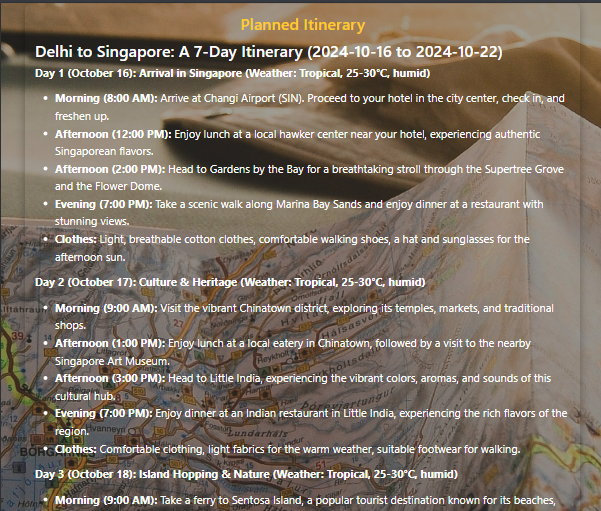 Planned Itinerary
Delhi to Singapore: A 7-Day Itinerary (2024-10-16 to 2024-10-22)
Day 1 (October 16): Arrival in Singapore (Weather: Tropical, 25-30°C, humid)
• Morning (8:00 AM): Arrive at Changi Airport (SIN). Proceed to your hotel in the city center, check in, and
freshen up.
• Afternoon (12:00 PM): Enjoy lunch at a local hawker center near your hotel, experiencing authentic
Singaporean flavors.
• Afternoon (2:00 PM): Head to Gardens by the Bay for a breathtaking stroll through the Supertree Grove
and the Flower Dome.
• Evening (7:00 PM): Take a scenic walk along Marina Bay Sands and enjoy dinner at a restaurant with
stunning views.
• Clothes: Light, breathable cotton clothes, comfortable walking shoes, a hat and sunglasses for the
afternoon sun.
Day 2 (October 17): Culture & Heritage (Weather: Tropical, 25-30°C, humid)
• Morning (9:00 AM): Visit the vibrant Chinatown district, exploring its temples, markets, and traditional
shops.
• Afternoon (1:00 PM): Enjoy lunch at a local eatery in Chinatown, followed by a visit to the nearby
Singapore Art Museum.
• Afternoon (3:00 PM): Head to Little India, experiencing the vibrant colors, aromas, and sounds of this
cultural hub.
• Evening (7:00 PM): Enjoy dinner at an Indian restaurant in Little India, experiencing the rich flavors of the
region.
• Clothes: Comfortable clothing, light fabrics for the warm weather, suitable footwear for walking.
Day 3 (October 18): Island Hopping & Nature (Weather: Tropical, 25-30°C, humid)
• Morning (9:00 AM): Take a ferry to Sentosa Island, a popular tourist destination known for its beaches,